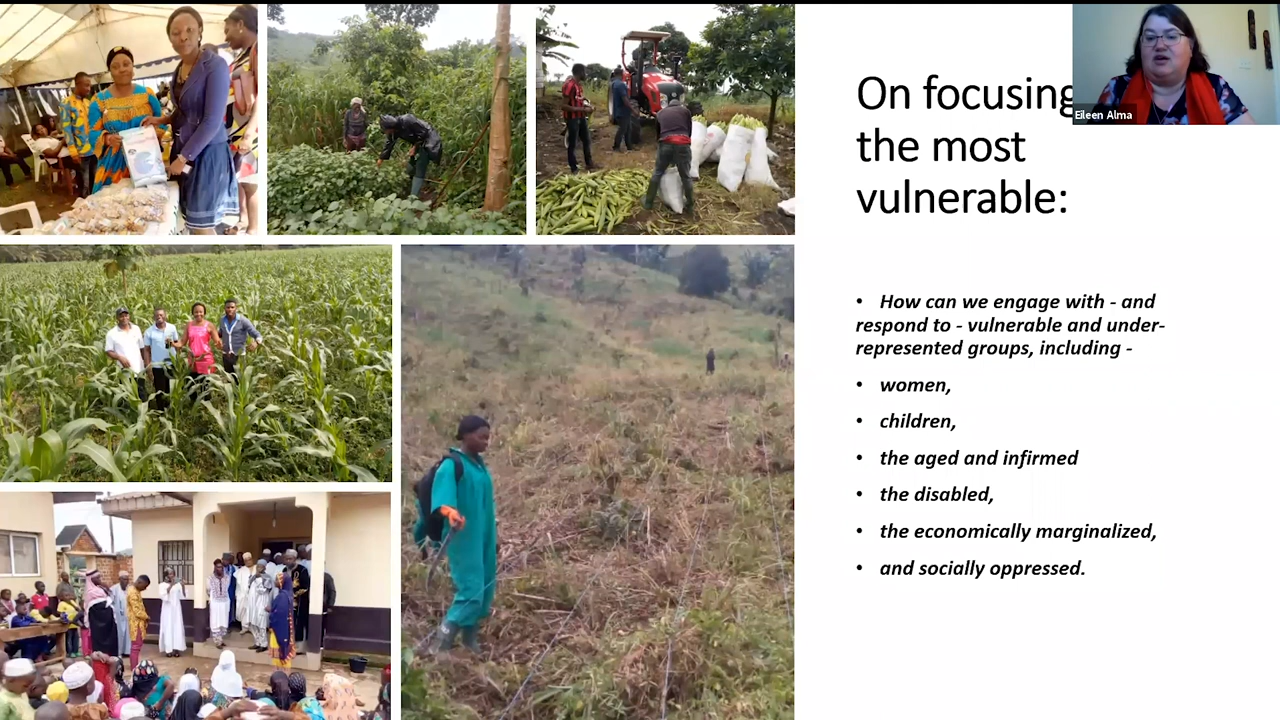 On focusing
the most
vulnerable:
Eileen Alma
• How can we engage with - and
respond to - vulnerable and under-
represented groups, including -
• women,
• children,
• the aged and infirmed
• the disabled,
• the economically marginalized,
• and socially oppressed.